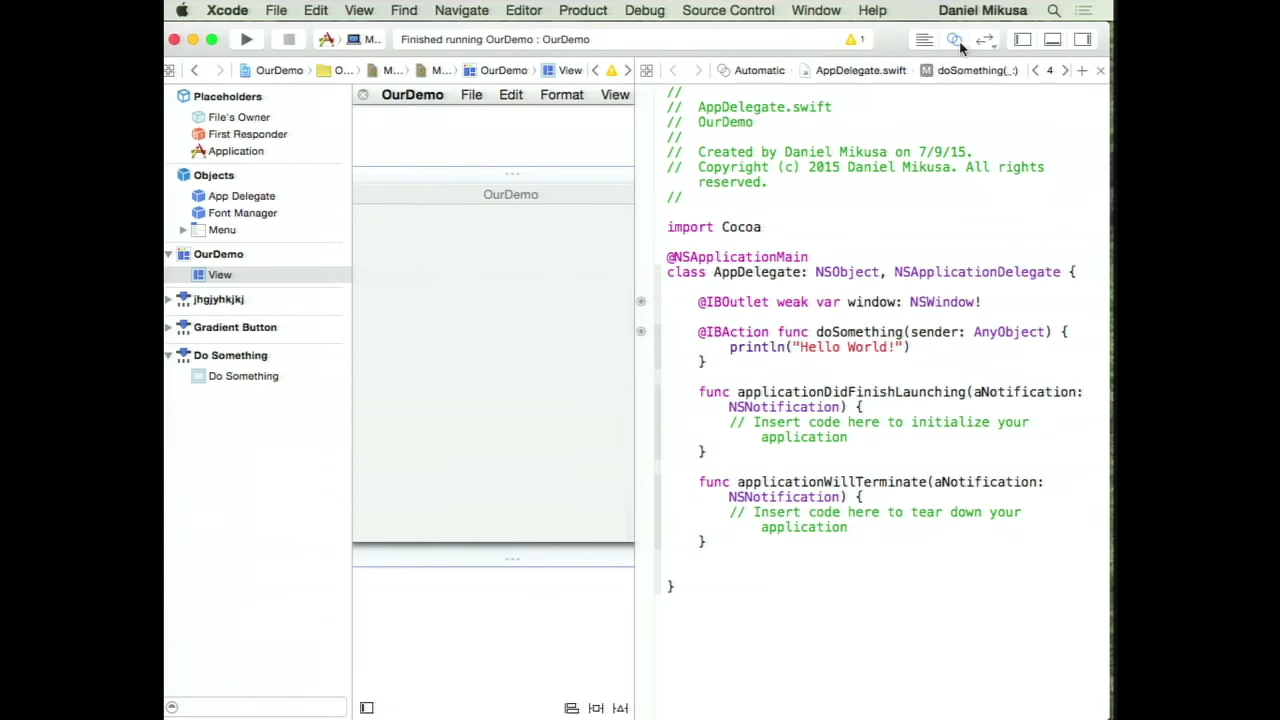 Xcode File Edit View Find Navigate Editor Product Debug Source Control Window Help Daniel Mikusa
M... Finished running OurDemo : OurDemo 1
OurDemo O... M... M... OurDemo View Automatic AppDelegate.swift M doSomething(_:) 4
Placeholders
File's Owner
First Responder
Application
Objects
App Delegate
Font Manager
Menu
OurDemo
View
jhgjyhkjkj
Gradient Button
Do Something
Do Something
OurDemo File Edit Format View
OurDemo
//
// AppDelegate.swift
// OurDemo
//
// Created by Daniel Mikusa on 7/9/15.
// Copyright (c) 2015 Daniel Mikusa. All rights
reserved.
//
import Cocoa
@NSApplicationMain
class AppDelegate: NSObject, NSApplicationDelegate {
@IBOutlet weak var window: NSWindow!
@IBAction func doSomething(sender: AnyObject) {
println("Hello World!")
}
func applicationDidFinishLaunching(aNotification:
NSNotification) {
// Insert code here to initialize your
application
}
func applicationWillTerminate(aNotification:
NSNotification) {
// Insert code here to tear down your
application
}
}